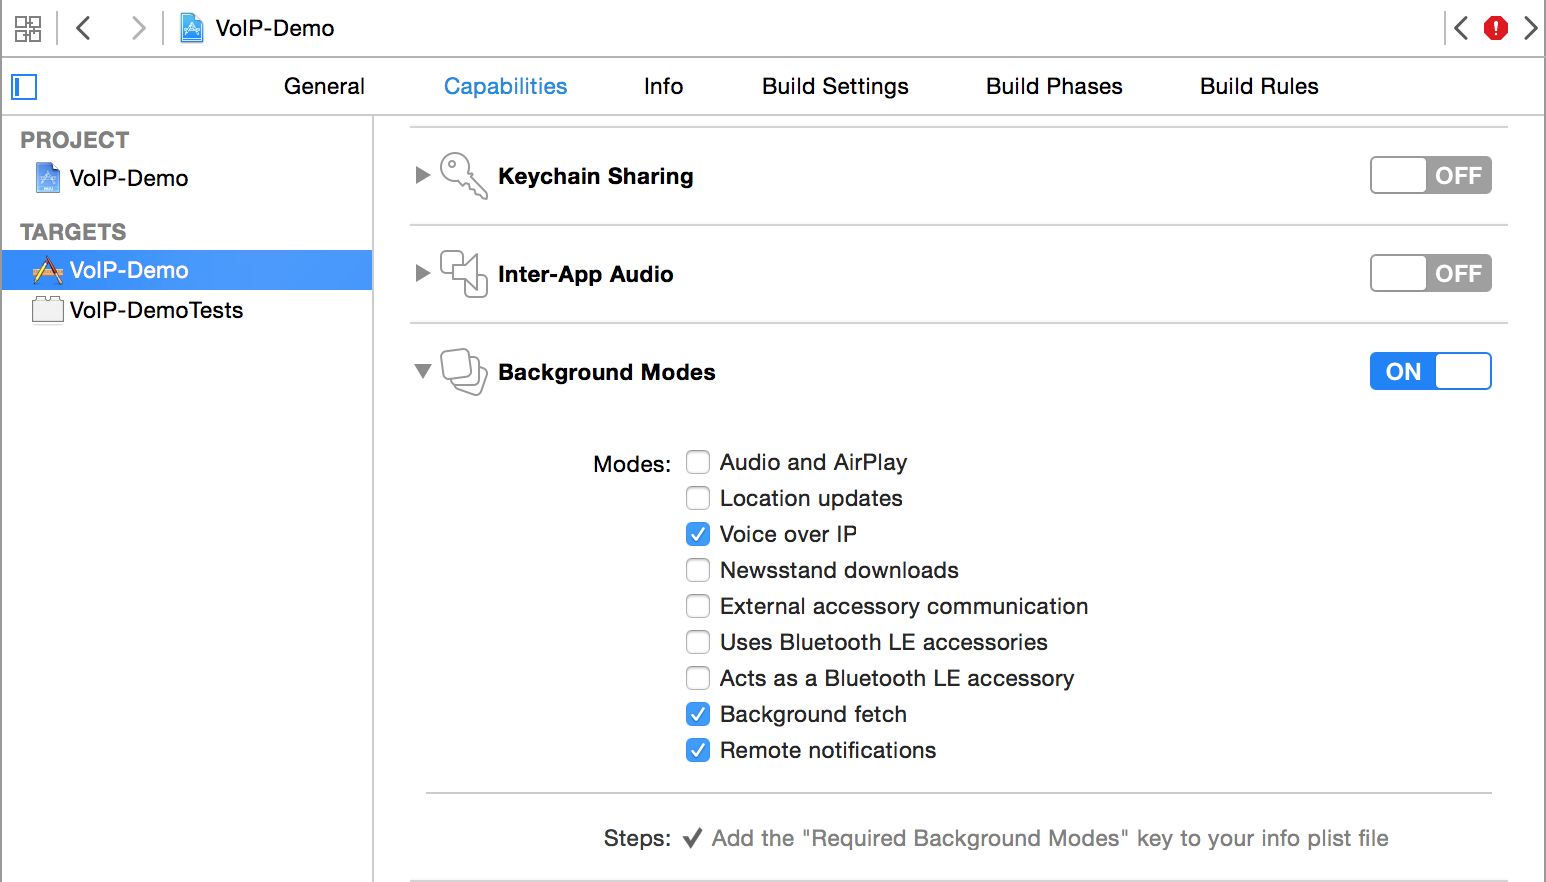 VoIP-Demo
General Capabilities Info Build Settings Build Phases Build Rules
PROJECT
VoIP-Demo
TARGETS
VoIP-Demo
VoIP-DemoTests
Keychain Sharing OFF
Inter-App Audio OFF
Background Modes ON
Modes: Audio and AirPlay
Location updates
Voice over IP
Newsstand downloads
External accessory communication
Uses Bluetooth LE accessories
Acts as a Bluetooth LE accessory
Background fetch
Remote notifications
Steps: Add the "Required Background Modes" key to your info plist file